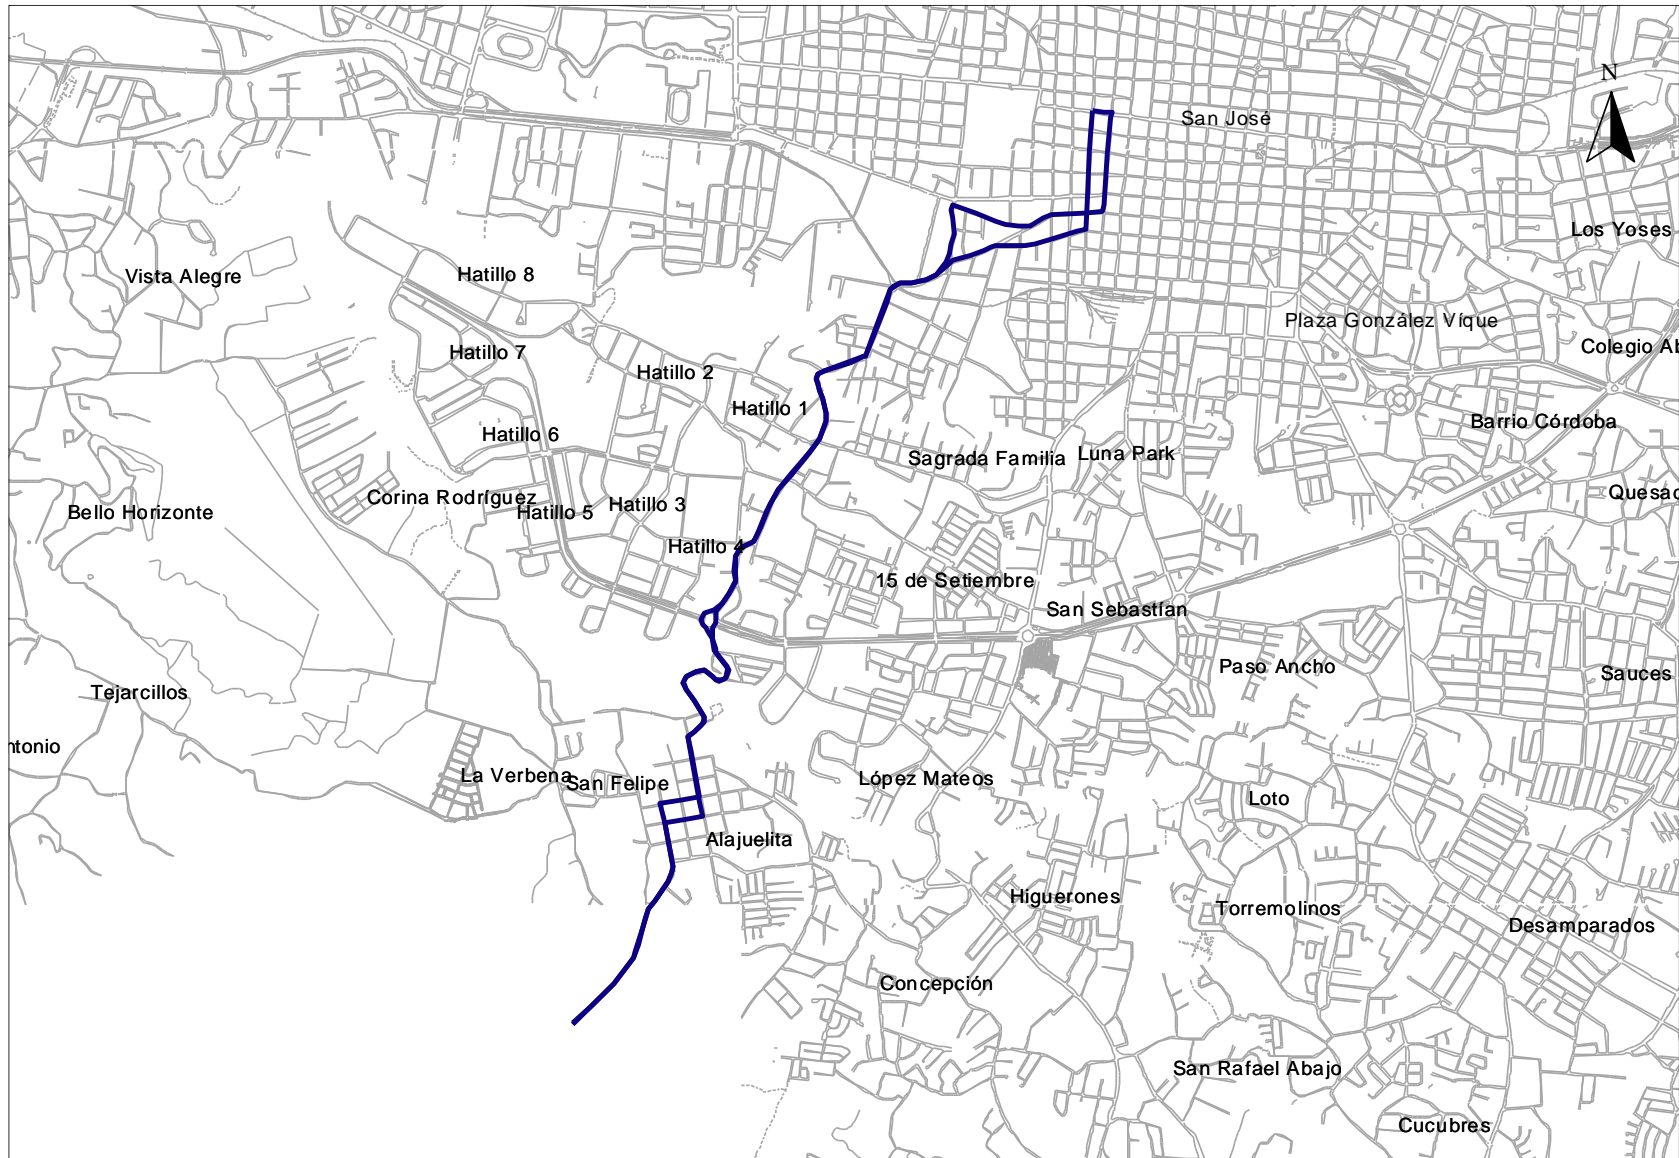 N
San José
Los Yoses
Vista Alegre
Hatillo 8
Plaza González Víque
Colegio Ab
Hatillo 7
Hatillo 2
Hatillo 1
Barrio Córdoba
Hatillo 6
Sagrada Familia
Luna Park
Quesad
Corina Rodríguez
Hatillo 3
Bello Horizonte
Hatillo 5
Hatillo 4
15 de Setiembre
San Sebastían
Paso Ancho
Sauces
Tejarcillos
ntonio
La Verbena
San Felipe
López Mateos
Loto
Alajuelita
Higuerones
Torremolinos
Desamparados
Concepción
San Rafael Abajo
Cucubres